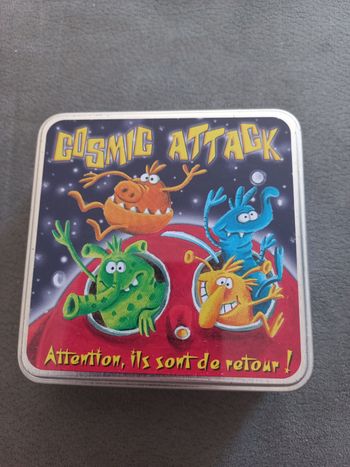 COSMIC ATTACK
Attention, ils sont de retour !